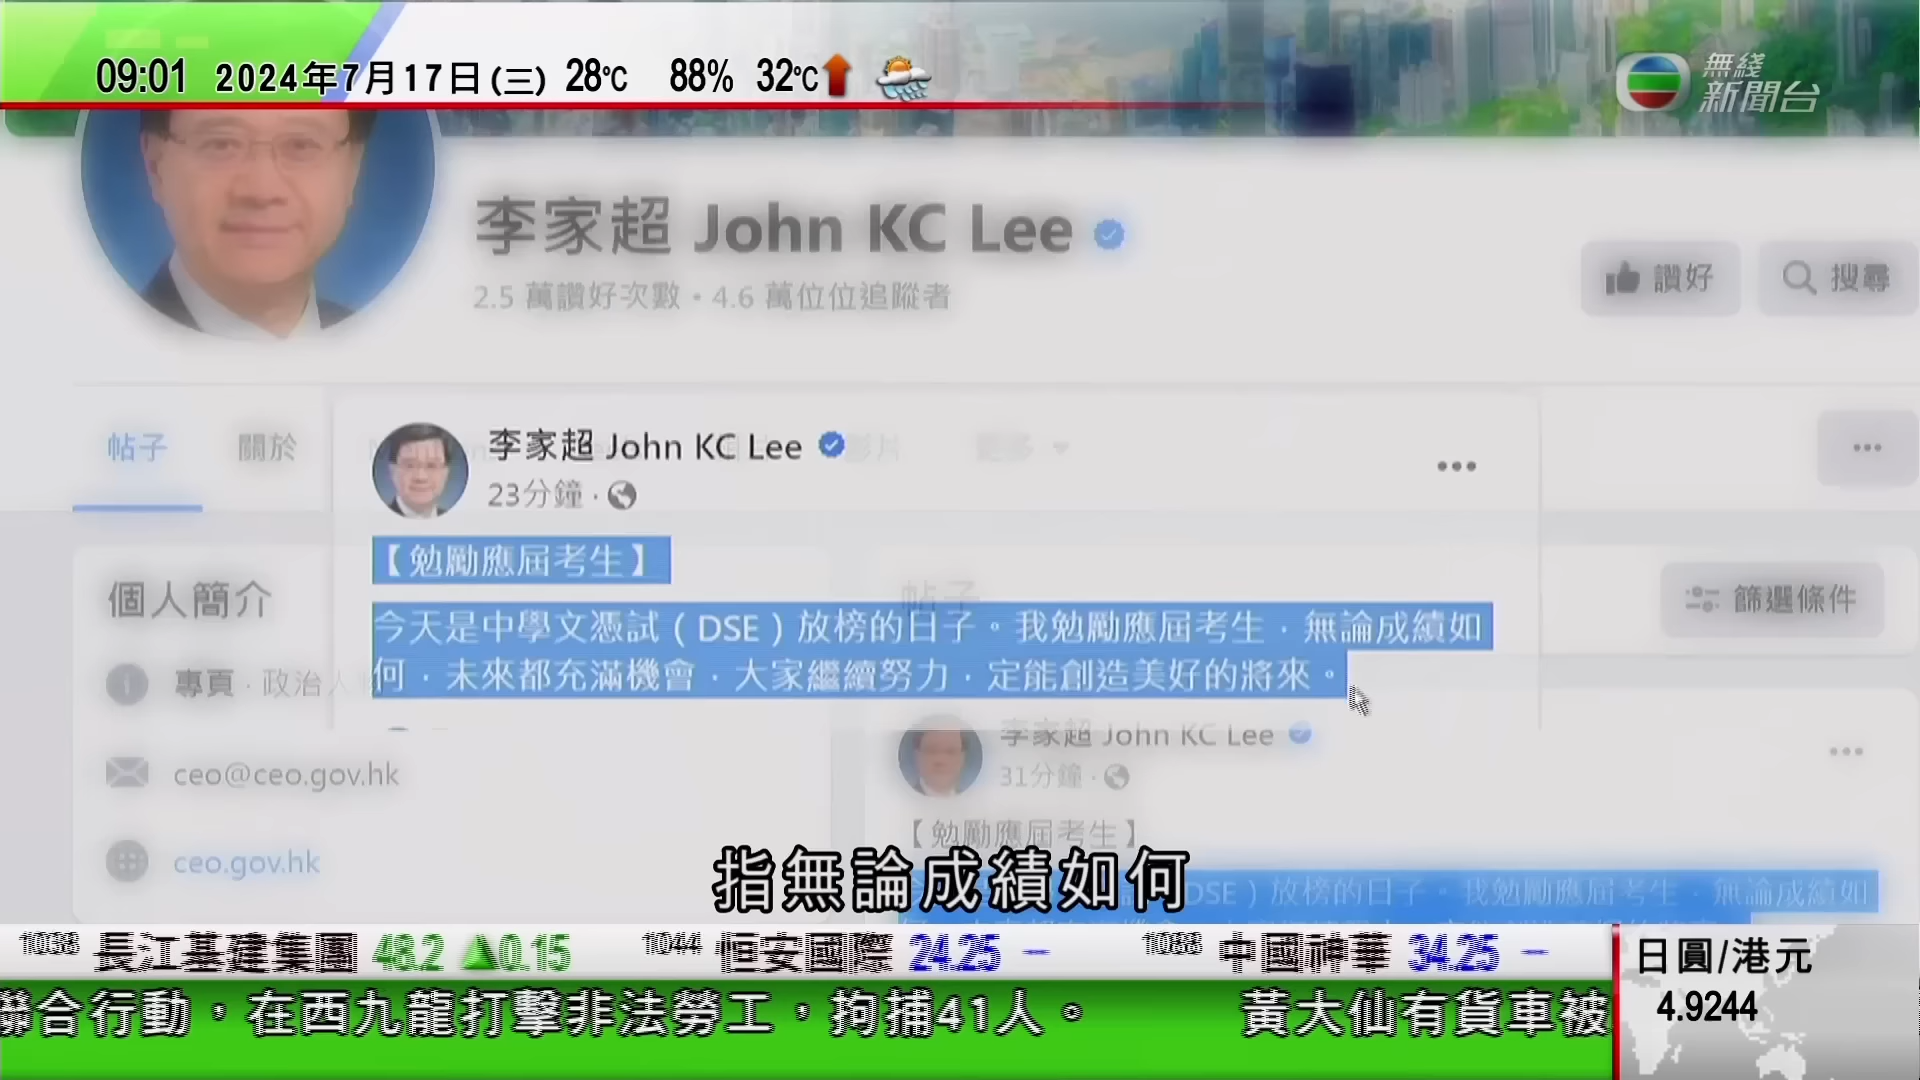 09:01 2024年7月17日(三) 28℃ 88% 32℃
無綫
新聞台
李家超 John KC Lee
2.5 萬讚好次數・4.6 萬位位追蹤者
讚好
搜尋
帖子
關於
影片
更多
李家超 John KC Lee
23分鐘 ·
【勉勵應屆考生】
今天是中學文憑試（DSE）放榜的日子。我勉勵應屆考生，無論成績如
何，未來都充滿機會，大家繼續努力，定能創造美好的將來。
個人簡介
專頁 · 政治人
ceo@ceo.gov.hk
ceo.gov.hk
帖子
篩選條件
李家超 John KC Lee
31分鐘 ·
【勉勵應屆考生】
DSE）放榜的日子。我勉勵應屆考生，無論成績如
指無論成績如何
1038 長江基建集團 48.2 ▲0.15 1044 恒安國際 24.25 － 1088 中國神華 34.25 －
聯合行動，在西九龍打擊非法勞工，拘捕41人。 黃大仙有貨車被
日圓/港元
4.9244